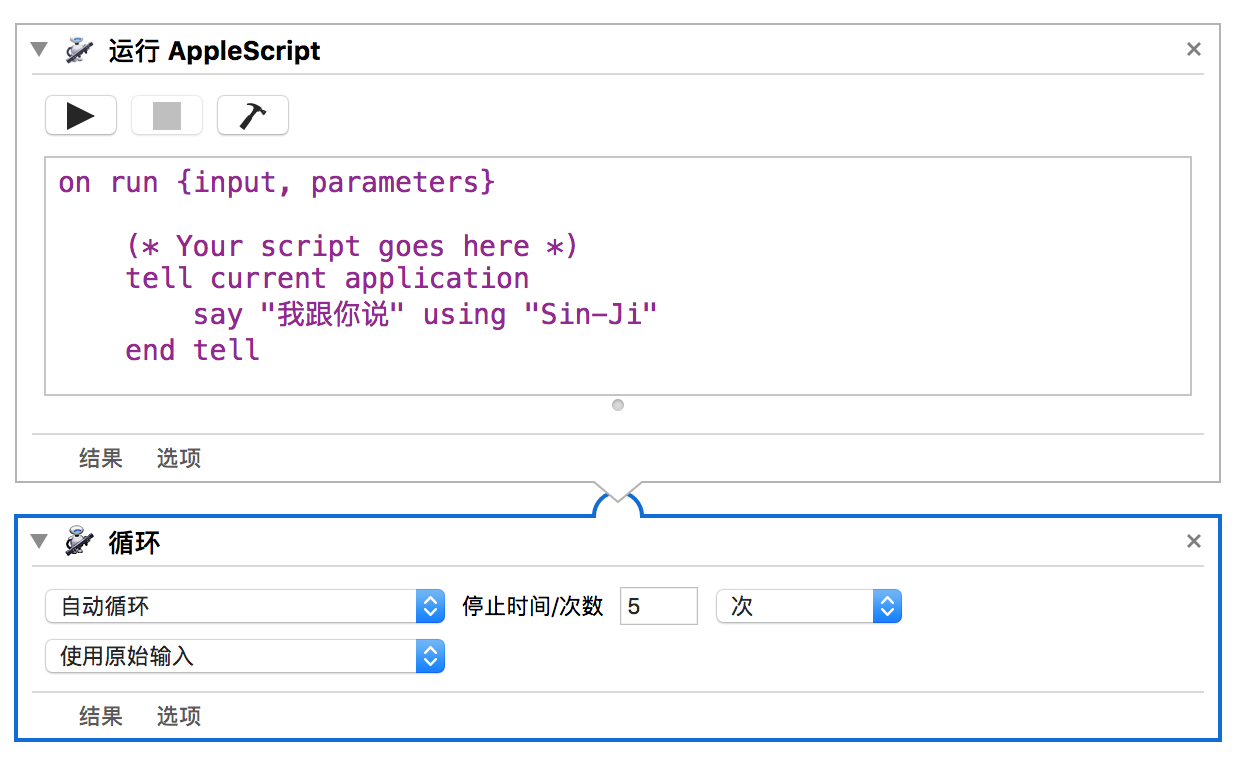 运行 AppleScript
on run {input, parameters}
(* Your script goes here *)
tell current application
say "我跟你说" using "Sin-Ji"
end tell
结果 选项
循环
自动循环 停止时间/次数 5 次
使用原始输入
结果 选项